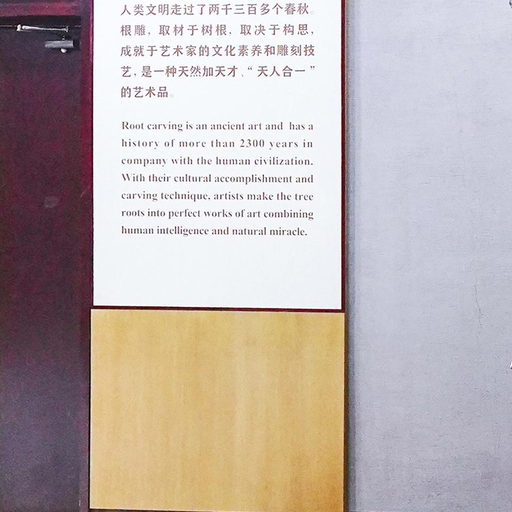 人类文明走过了两千三百多个春秋。
根雕，取材于树根，取决于构思，
成就于艺术家的文化素养和雕刻技
艺，是一种天然加天才、“天人合一”
的艺术品。
Root carving is an ancient art and has a
history of more than 2300 years in
company with the human civilization.
With their cultural accomplishment and
carving technique, artists make the tree
roots into perfect works of art combining
human intelligence and natural miracle.